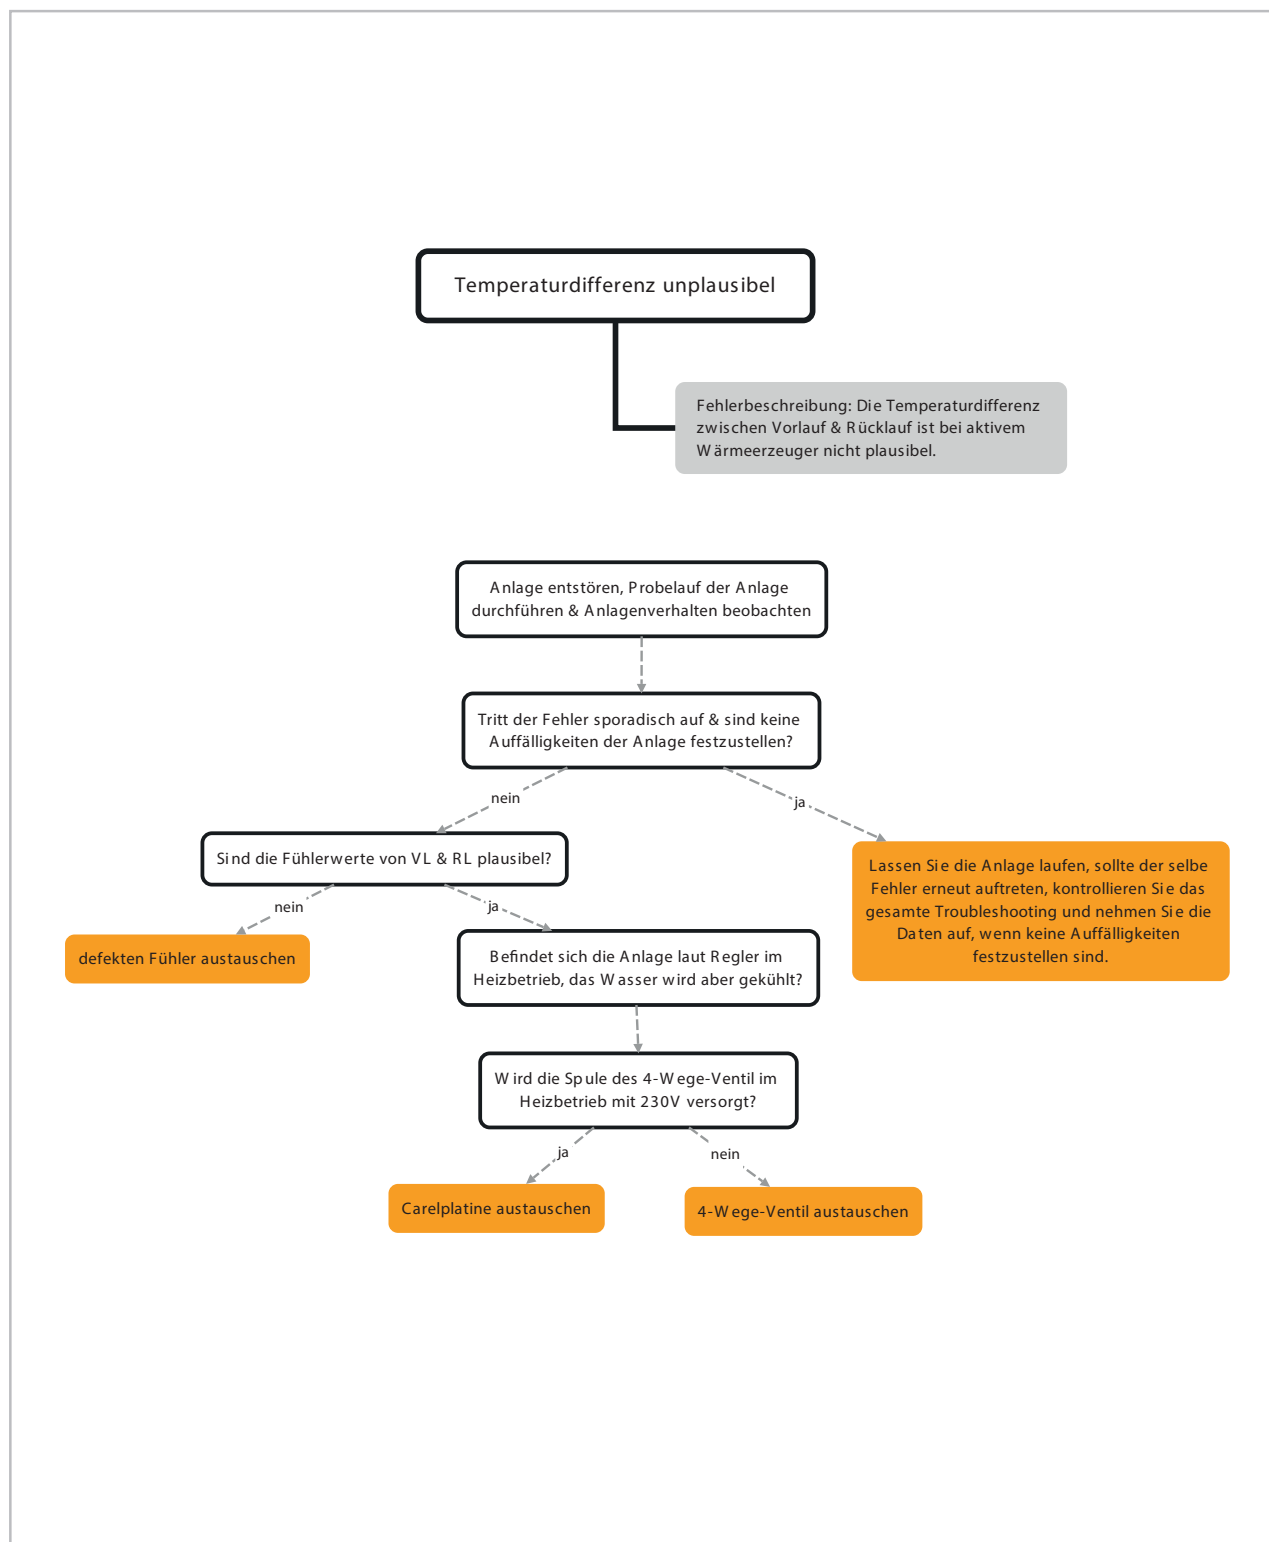 Temperaturdifferenz unplausibel
Fehlerbeschreibung: Die Temperaturdifferenz
zwischen Vorlauf & Rücklauf ist bei aktivem
Wärmeerzeuger nicht plausibel.
Anlage entstören, Probelauf der Anlage
durchführen & Anlagenverhalten beobachten
Tritt der Fehler sporadisch auf & sind keine
Auffälligkeiten der Anlage festzustellen?
nein
ja
Sind die Fühlerwerte von VL & RL plausibel?
Lassen Sie die Anlage laufen, sollte der selbe
Fehler erneut auftreten, kontrollieren Sie das
gesamte Troubleshooting und nehmen Sie die
Daten auf, wenn keine Auffälligkeiten
festzustellen sind.
nein
ja
defekten Fühler austauschen
Befindet sich die Anlage laut Regler im
Heizbetrieb, das Wasser wird aber gekühlt?
Wird die Spule des 4-Wege-Ventil im
Heizbetrieb mit 230V versorgt?
ja
nein
Carelplatine austauschen
4-Wege-Ventil austauschen